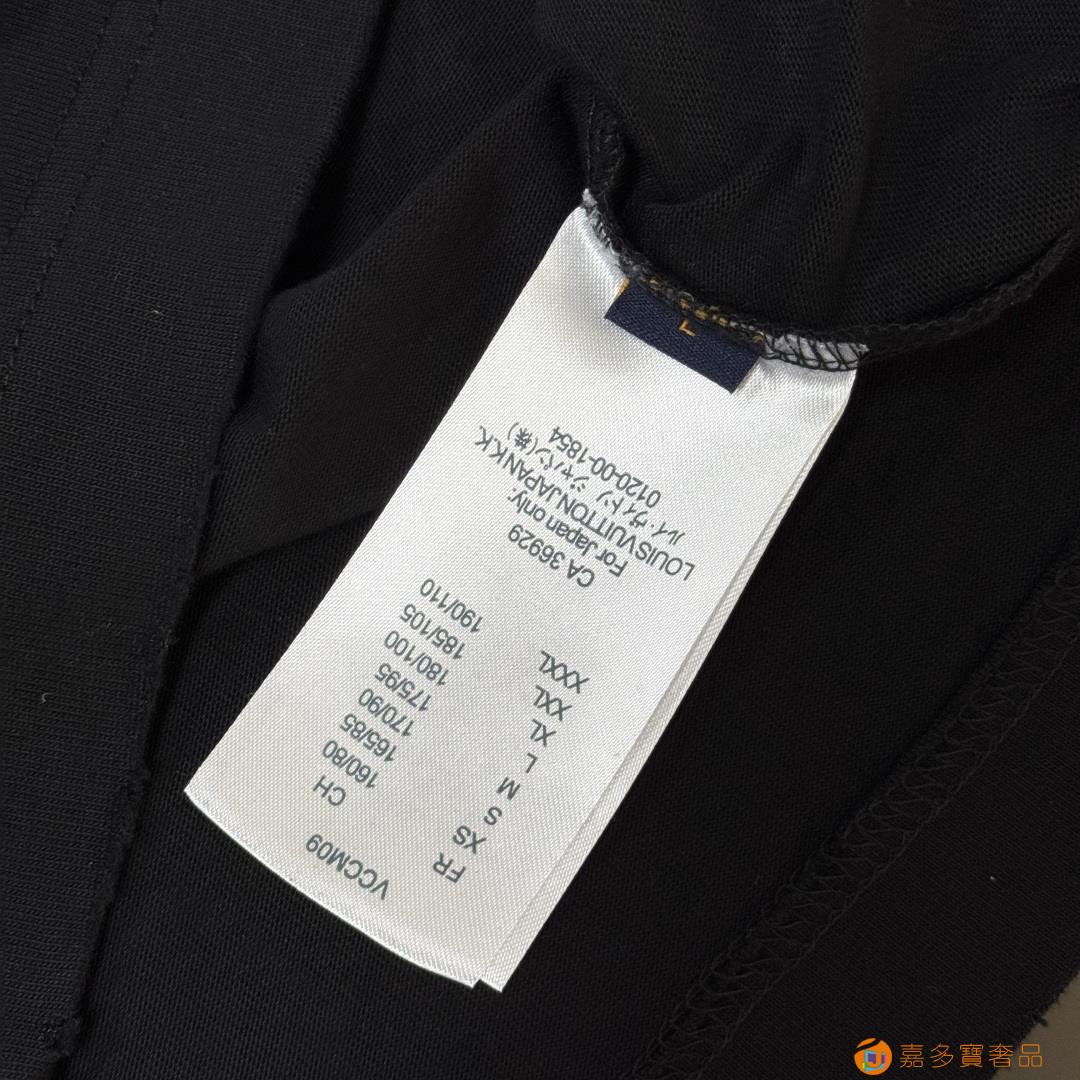 L
VCCM09
FR CH
XS 160/80
S 165/85
M 170/90
L 175/95
XL 180/100
XXL 185/105
XXXL 190/110
CA 36929
For Japan only:
LOUIS VUITTON JAPAN K.K.
ルイ・ヴィトン ジャパン(株)
0120-00-1854
嘉多寶奢品